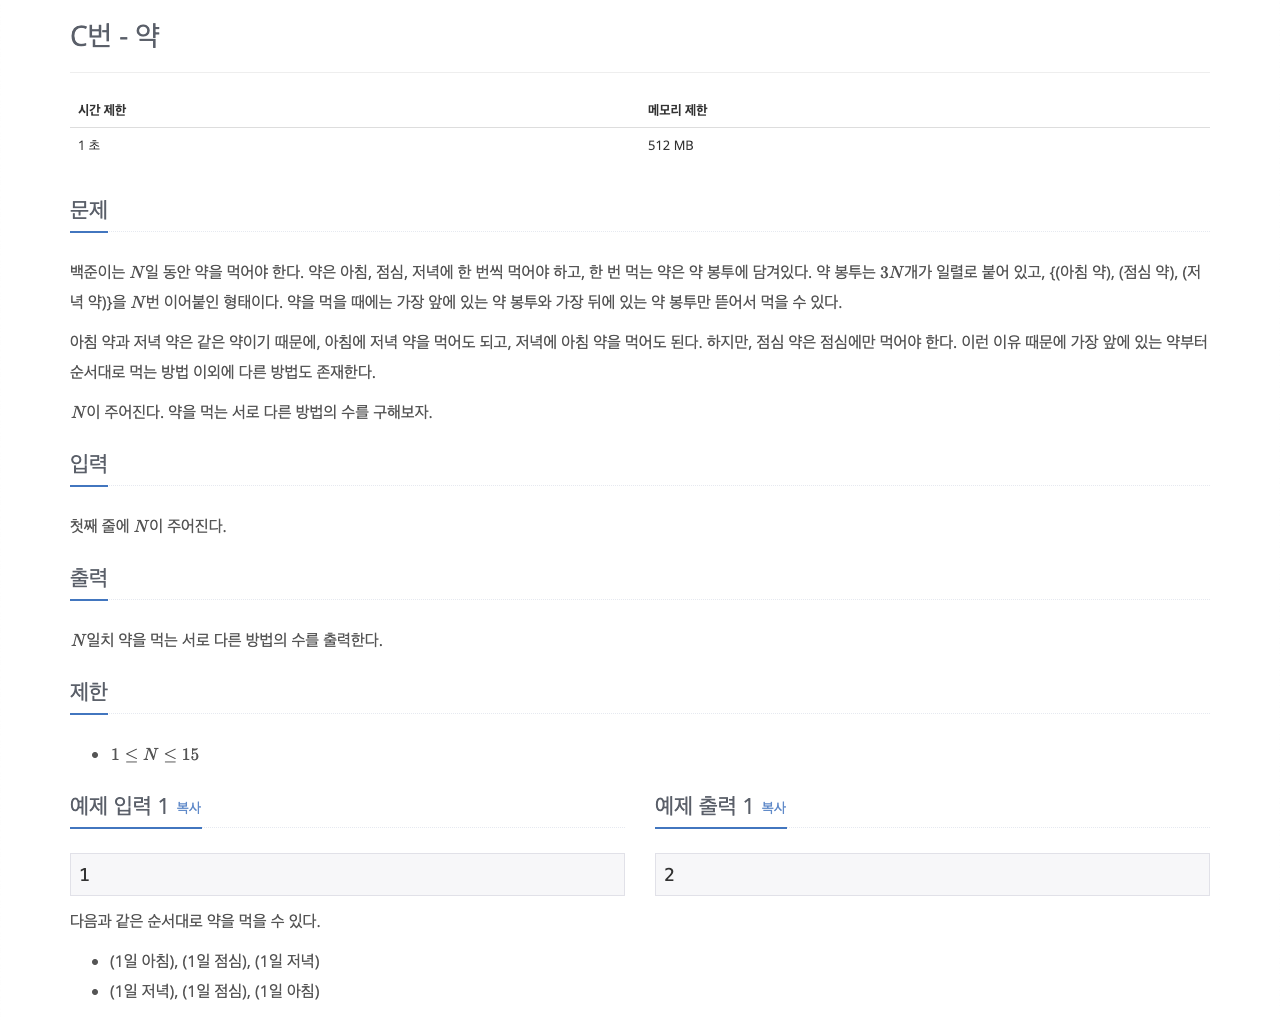 C번 - 약
시간 제한 메모리 제한
1 초 512 MB
문제
백준이는 N일 동안 약을 먹어야 한다. 약은 아침, 점심, 저녁에 한 번씩 먹어야 하고, 한 번 먹는 약은 약 봉투에 담겨있다. 약 봉투는 3N개가 일렬로 붙어 있고, {(아침 약), (점심 약), (저
녁 약)}을 N번 이어붙인 형태이다. 약을 먹을 때에는 가장 앞에 있는 약 봉투와 가장 뒤에 있는 약 봉투만 뜯어서 먹을 수 있다.
아침 약과 저녁 약은 같은 약이기 때문에, 아침에 저녁 약을 먹어도 되고, 저녁에 아침 약을 먹어도 된다. 하지만, 점심 약은 점심에만 먹어야 한다. 이런 이유 때문에 가장 앞에 있는 약부터
순서대로 먹는 방법 이외에 다른 방법도 존재한다.
N이 주어진다. 약을 먹는 서로 다른 방법의 수를 구해보자.
입력
첫째 줄에 N이 주어진다.
출력
N일치 약을 먹는 서로 다른 방법의 수를 출력한다.
제한
• 1 ≤ N ≤ 15
예제 입력 1 복사 예제 출력 1 복사
1 2
다음과 같은 순서대로 약을 먹을 수 있다.
• (1일 아침), (1일 점심), (1일 저녁)
• (1일 저녁), (1일 점심), (1일 아침)